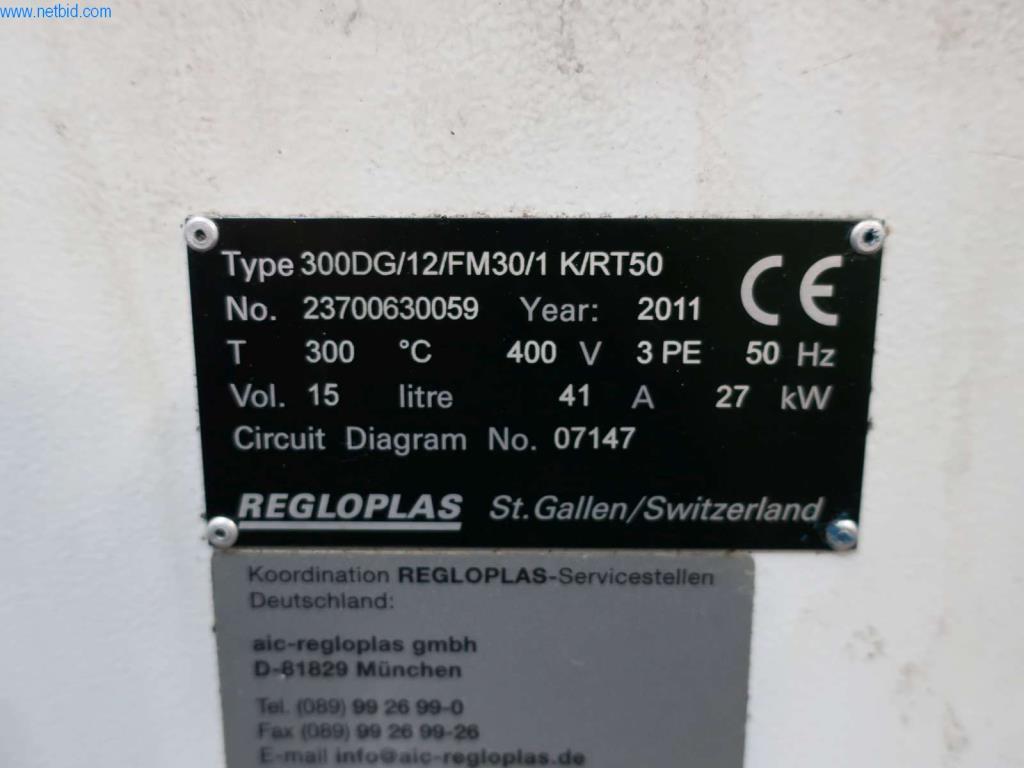 www.netbid.com
Type 300DG/12/FM30/1 K/RT50
No. 23700630059 Year: 2011 CE
T 300 °C 400 V 3 PE 50 Hz
Vol. 15 litre 41 A 27 kW
Circuit Diagram No. 07147
REGLOPLAS St. Gallen/Switzerland
Koordination REGLOPLAS-Servicestellen
Deutschland:
aic-regloplas gmbh
D-81829 München
Tel. (089) 99 26 99-0
Fax (089) 99 26 99-26
E-mail info@aic-regloplas.de